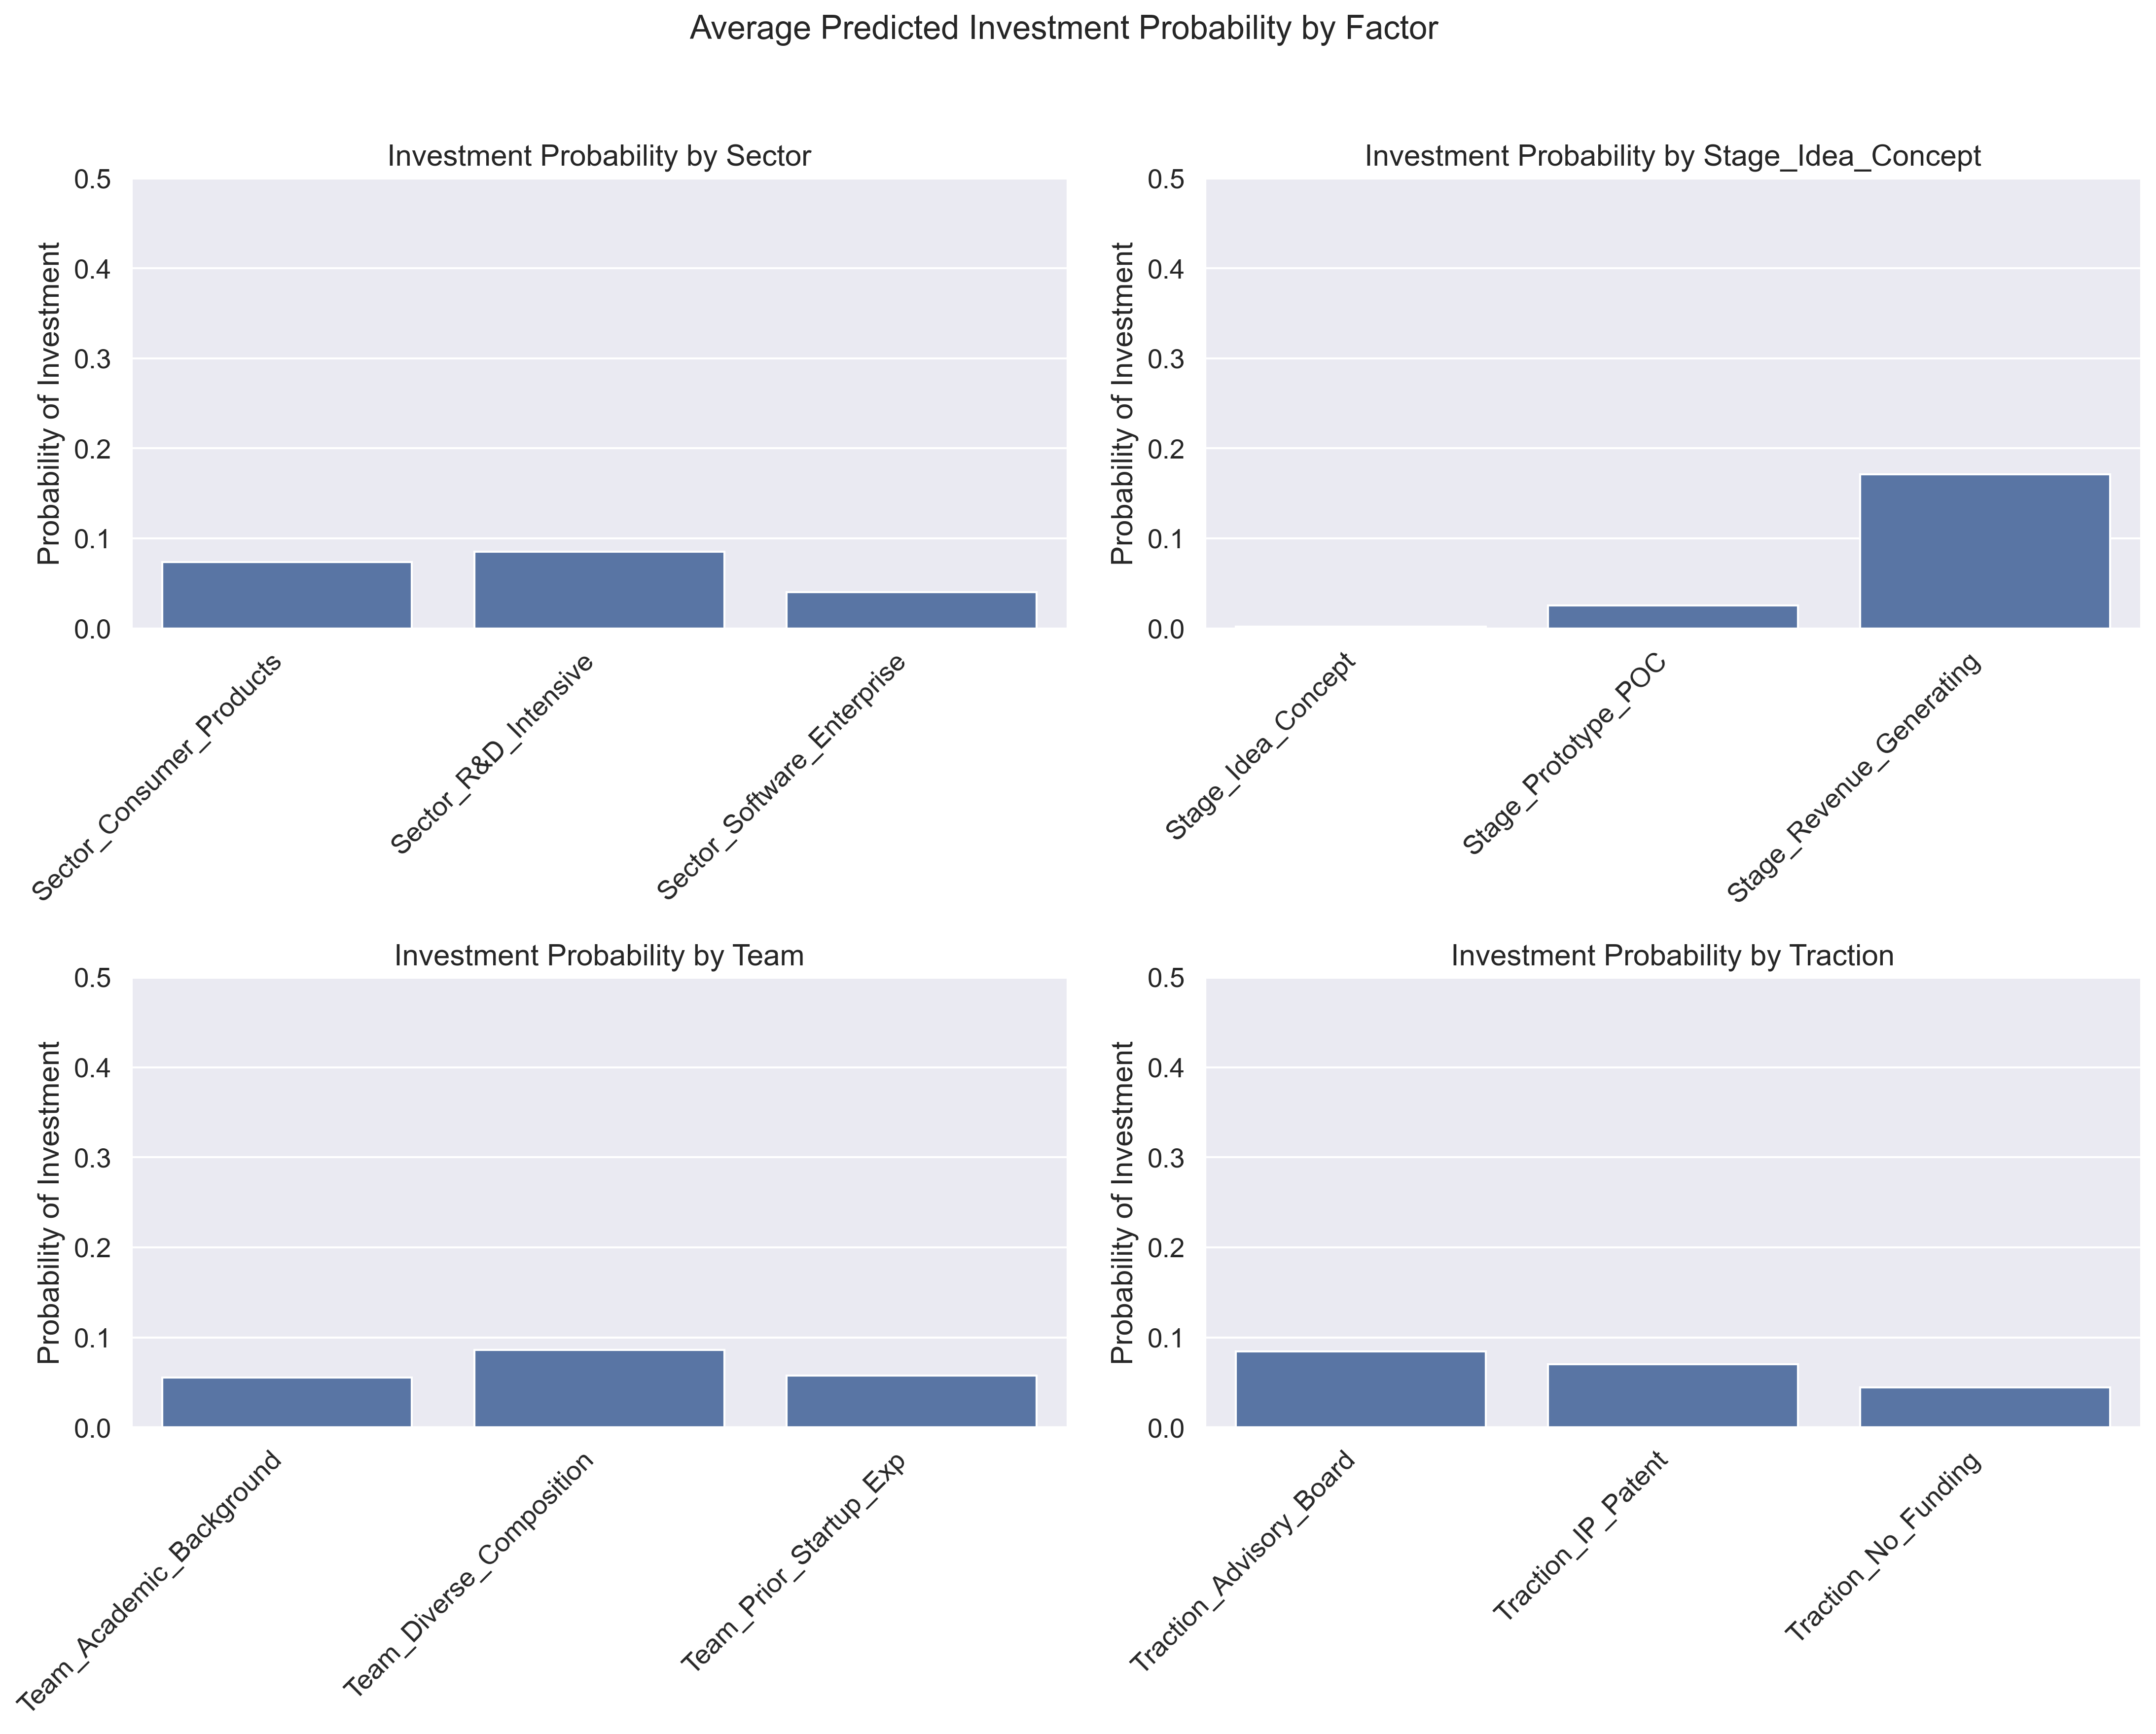 Average Predicted Investment Probability by Factor
Investment Probability by Sector
Probability of Investment
0.5
0.4
0.3
0.2
0.1
0.0
Sector_Consumer_Products
Sector_R&D_Intensive
Sector_Software_Enterprise
Investment Probability by Stage_Idea_Concept
Probability of Investment
0.5
0.4
0.3
0.2
0.1
0.0
Stage_Idea_Concept
Stage_Prototype_POC
Stage_Revenue_Generating
Investment Probability by Team
Probability of Investment
0.5
0.4
0.3
0.2
0.1
0.0
Team_Academic_Background
Team_Diverse_Composition
Team_Prior_Startup_Exp
Investment Probability by Traction
Probability of Investment
0.5
0.4
0.3
0.2
0.1
0.0
Traction_Advisory_Board
Traction_IP_Patent
Traction_No_Funding